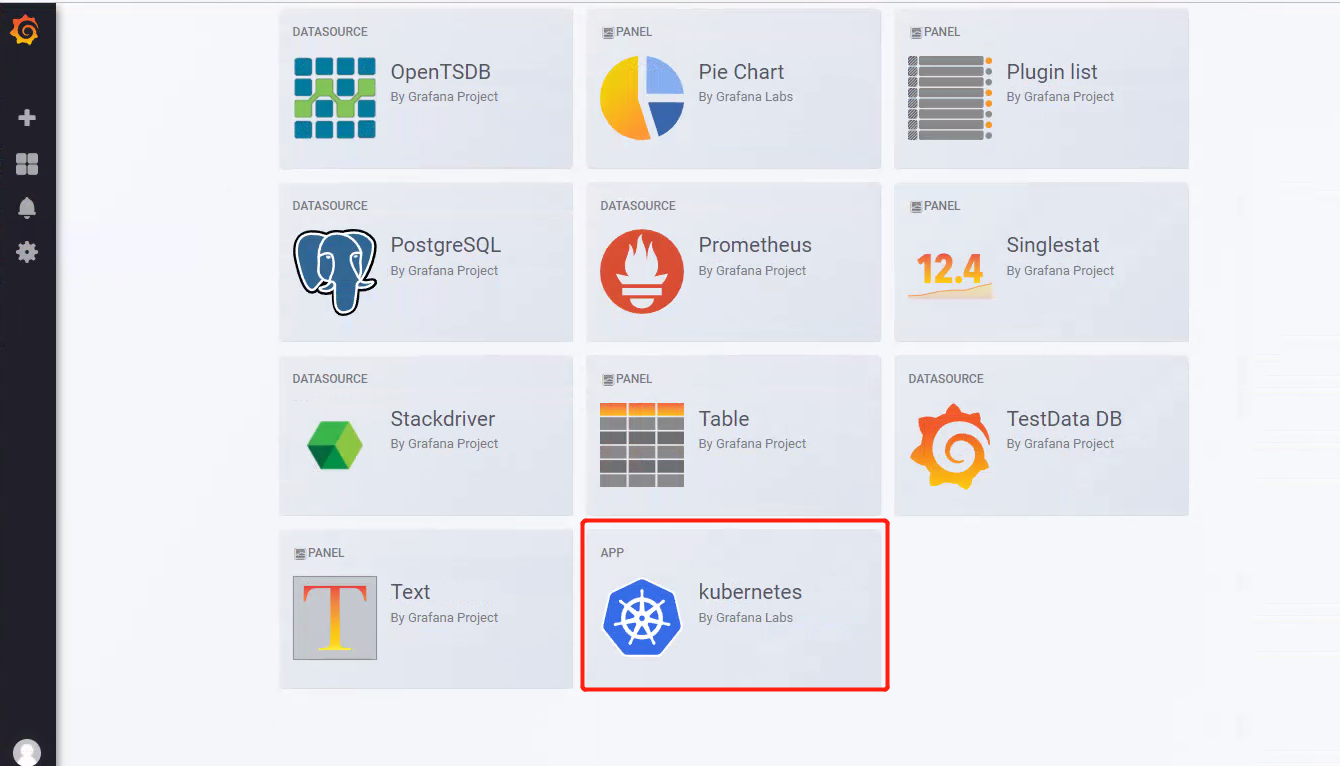 DATASOURCE
OpenTSDB
By Grafana Project
PANEL
Pie Chart
By Grafana Labs
PANEL
Plugin list
By Grafana Project
DATASOURCE
PostgreSQL
By Grafana Project
DATASOURCE
Prometheus
By Grafana Project
PANEL
12.4
Singlestat
By Grafana Project
DATASOURCE
Stackdriver
By Grafana Project
PANEL
Table
By Grafana Project
DATASOURCE
TestData DB
By Grafana Project
PANEL
T
Text
By Grafana Project
APP
kubernetes
By Grafana Labs